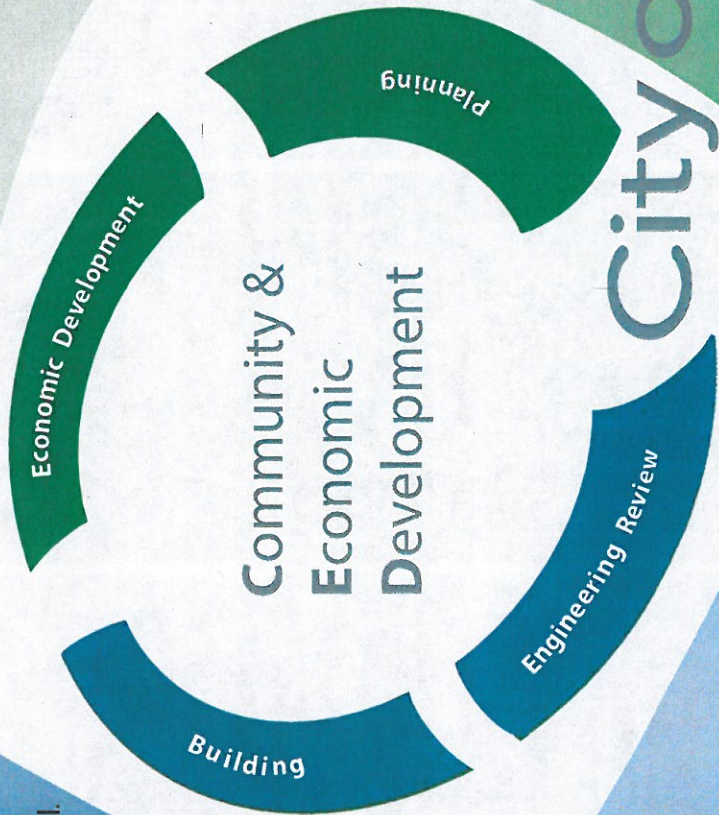 Economic Development
Planning
Community &
Economic
Development
Building
Engineering Review
City